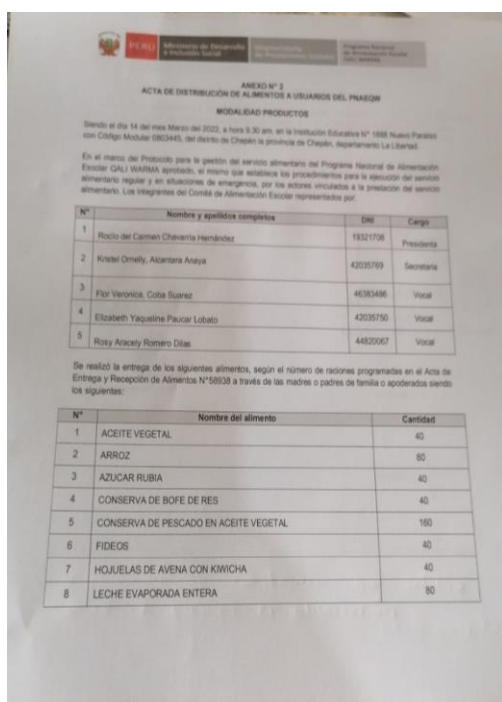 PERÚ Ministerio de Desarrollo e Inclusión Social
Programa Nacional
de Alimentación Escolar
ANEXO N° 2
ACTA DE DISTRIBUCIÓN DE ALIMENTOS A USUARIOS DEL PNAEQW
MODALIDAD PRODUCTOS
Siendo el día 14 del mes Marzo del 2022, a hora 9.30 am, en la Institución Educativa N° 1888 Nuevo Paraíso
con Código Modular 0803445, del distrito de Chepén la provincia de Chepén, departamento La Libertad.
En el marco del Protocolo para la gestión del servicio alimentario del Programa Nacional de Alimentación
Escolar QALI WARMA aprobado, el mismo que establece los procedimientos para la ejecución del servicio
alimentario regular y en situaciones de emergencia, por los actores vinculados a la prestación del servicio
alimentario. Los integrantes del Comité de Alimentación Escolar representados por:
N° Nombre y apellidos completos DNI Cargo
1 Rocío del Carmen Chavarría Hernández 19321706 Presidenta
2 Kristel Ornelly, Alcantara Anaya 42035769 Secretaria
3 Flor Veronica, Coba Suarez 46383486 Vocal
4 Elizabeth Yaqueline Paucar Lobato 42035750 Vocal
5 Rosy Aracely Romero Dilas 44820067 Vocal
Se realizó la entrega de los siguientes alimentos, según el número de raciones programadas en el Acta de
Entrega y Recepción de Alimentos N°58938 a través de las madres o padres de familia o apoderados siendo
los siguientes:
N° Nombre del alimento Cantidad
1 ACEITE VEGETAL 40
2 ARROZ 80
3 AZUCAR RUBIA 40
4 CONSERVA DE BOFE DE RES 40
5 CONSERVA DE PESCADO EN ACEITE VEGETAL 160
6 FIDEOS 40
7 HOJUELAS DE AVENA CON KIWICHA 40
8 LECHE EVAPORADA ENTERA 80